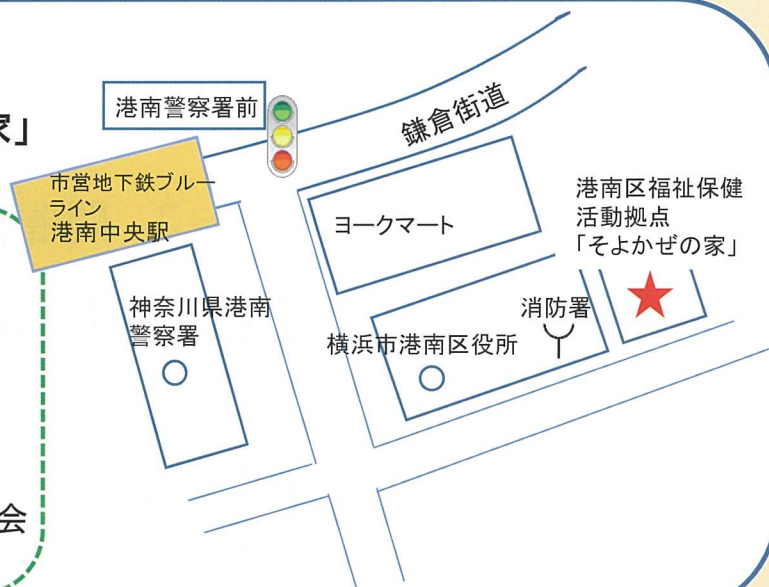 家」
港南警察署前
鎌倉街道
市営地下鉄ブルー
ライン
港南中央駅
ヨークマート
港南区福祉保健
活動拠点
「そよかぜの家」
神奈川県港南
警察署
消防署
横浜市港南区役所
会